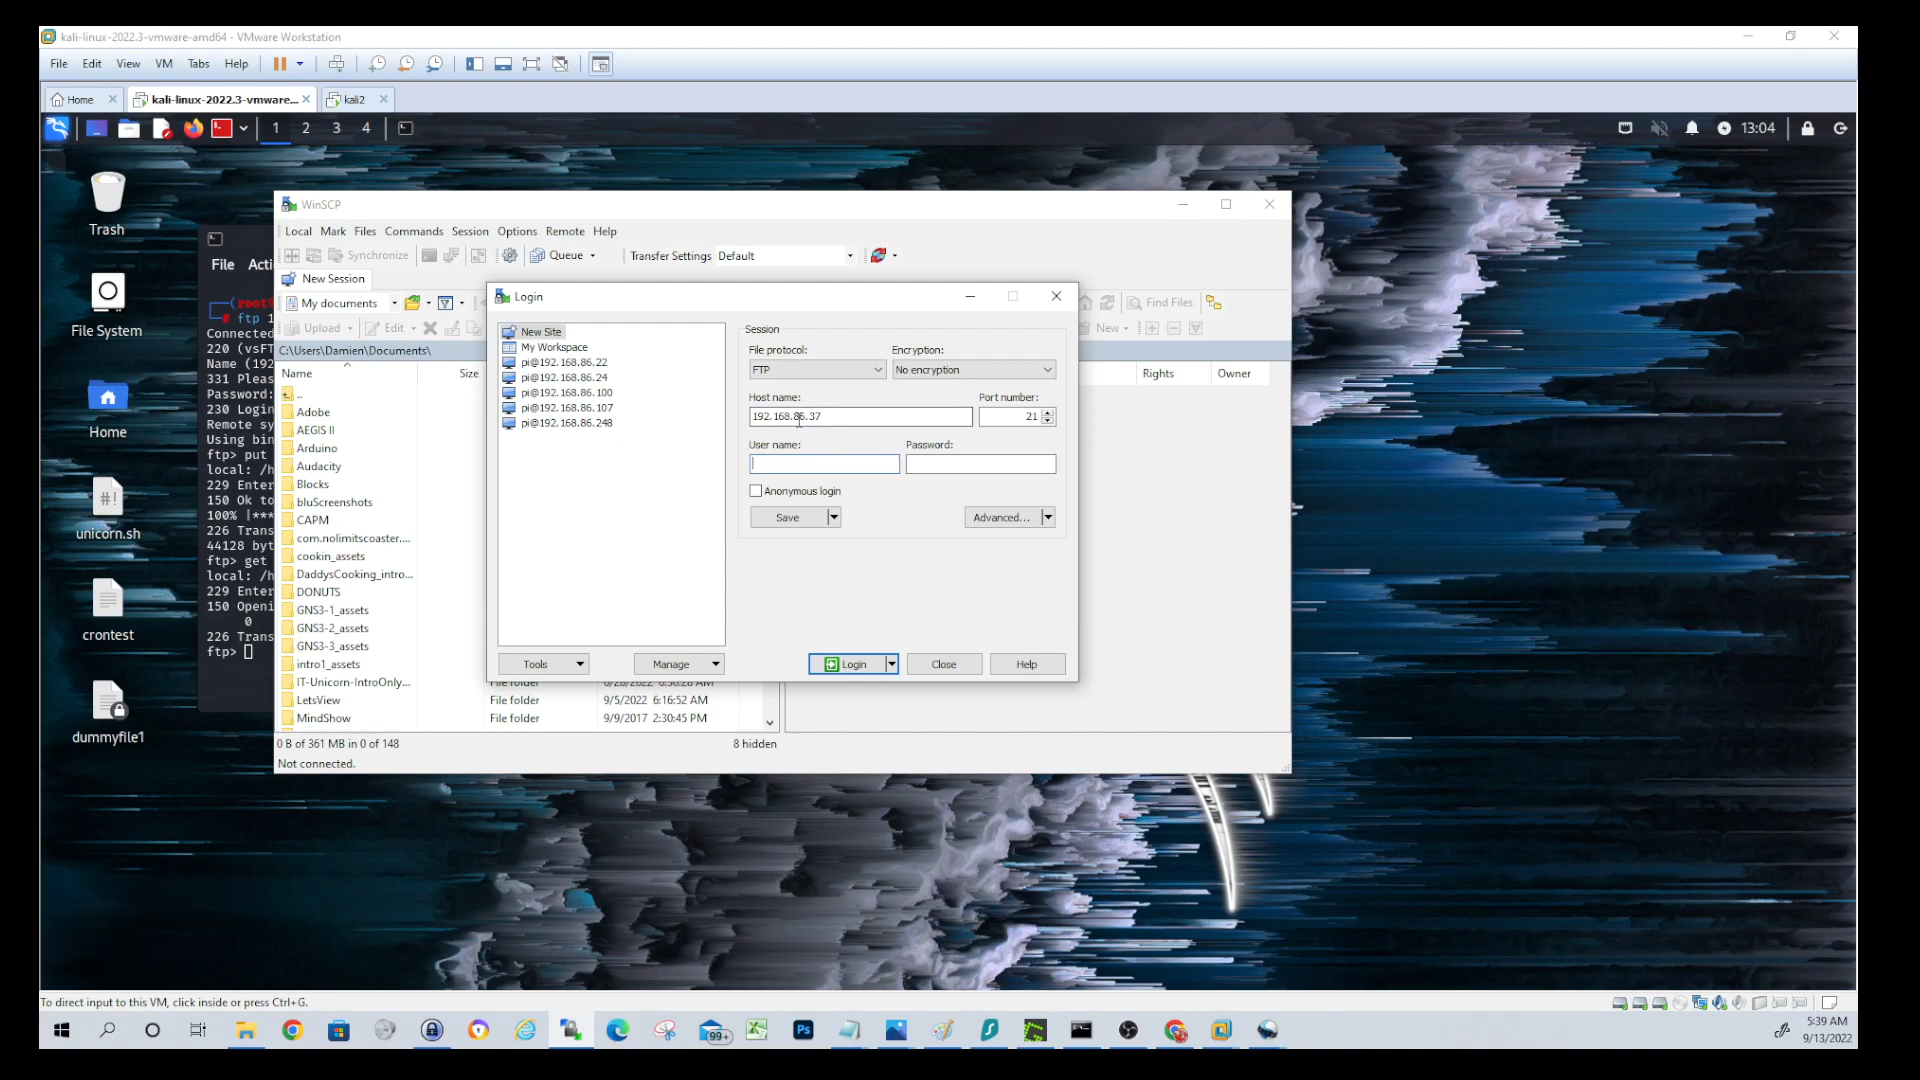 kali-linux-2022.3-vmware-amd64 - VMware Workstation
File Edit View VM Tabs Help
Home kali-linux-2022.3-vmware... kali2
1 2 3 4 13:04
Trash
File System
Home
unicorn.sh
crontest
dummyfile1
File Acti
(root
# ftp 1
Connected
220 (vsFT
Name (192
331 Pleas
Password:
230 Login
Remote sy
Using bin
ftp> put
local: /h
229 Enter
150 Ok to
100% |***
226 Trans
44128 byt
ftp> get
local: /h
229 Enter
150 Openi
0
226 Trans
ftp>
WinSCP
Local Mark Files Commands Session Options Remote Help
Synchronize Queue Transfer Settings Default
New Session
My documents Find Files
Upload Edit New
C:\Users\Damien\Documents\
Name Size Rights Owner
..
Adobe
AEGIS II
Arduino
Audacity
Blocks
bluScreenshots
CAPM
com.nolimitscoaster....
cookin_assets
DaddysCooking_intro...
DONUTS
GNS3-1_assets
GNS3-2_assets
GNS3-3_assets
intro1_assets
IT-Unicorn-IntroOnly...
LetsView File folder 9/5/2022 6:16:52 AM
MindShow File folder 9/9/2017 2:30:45 PM
0 B of 361 MB in 0 of 148 8 hidden
Not connected.
Login
New Site
My Workspace
pi@192.168.86.22
pi@192.168.86.24
pi@192.168.86.100
pi@192.168.86.107
pi@192.168.86.248
Session
File protocol: Encryption:
FTP No encryption
Host name: Port number:
192.168.86.37 21
User name: Password:
Anonymous login
Save Advanced...
Tools Manage Login Close Help
To direct input to this VM, click inside or press Ctrl+G.
99+ Ps
5:39 AM
9/13/2022